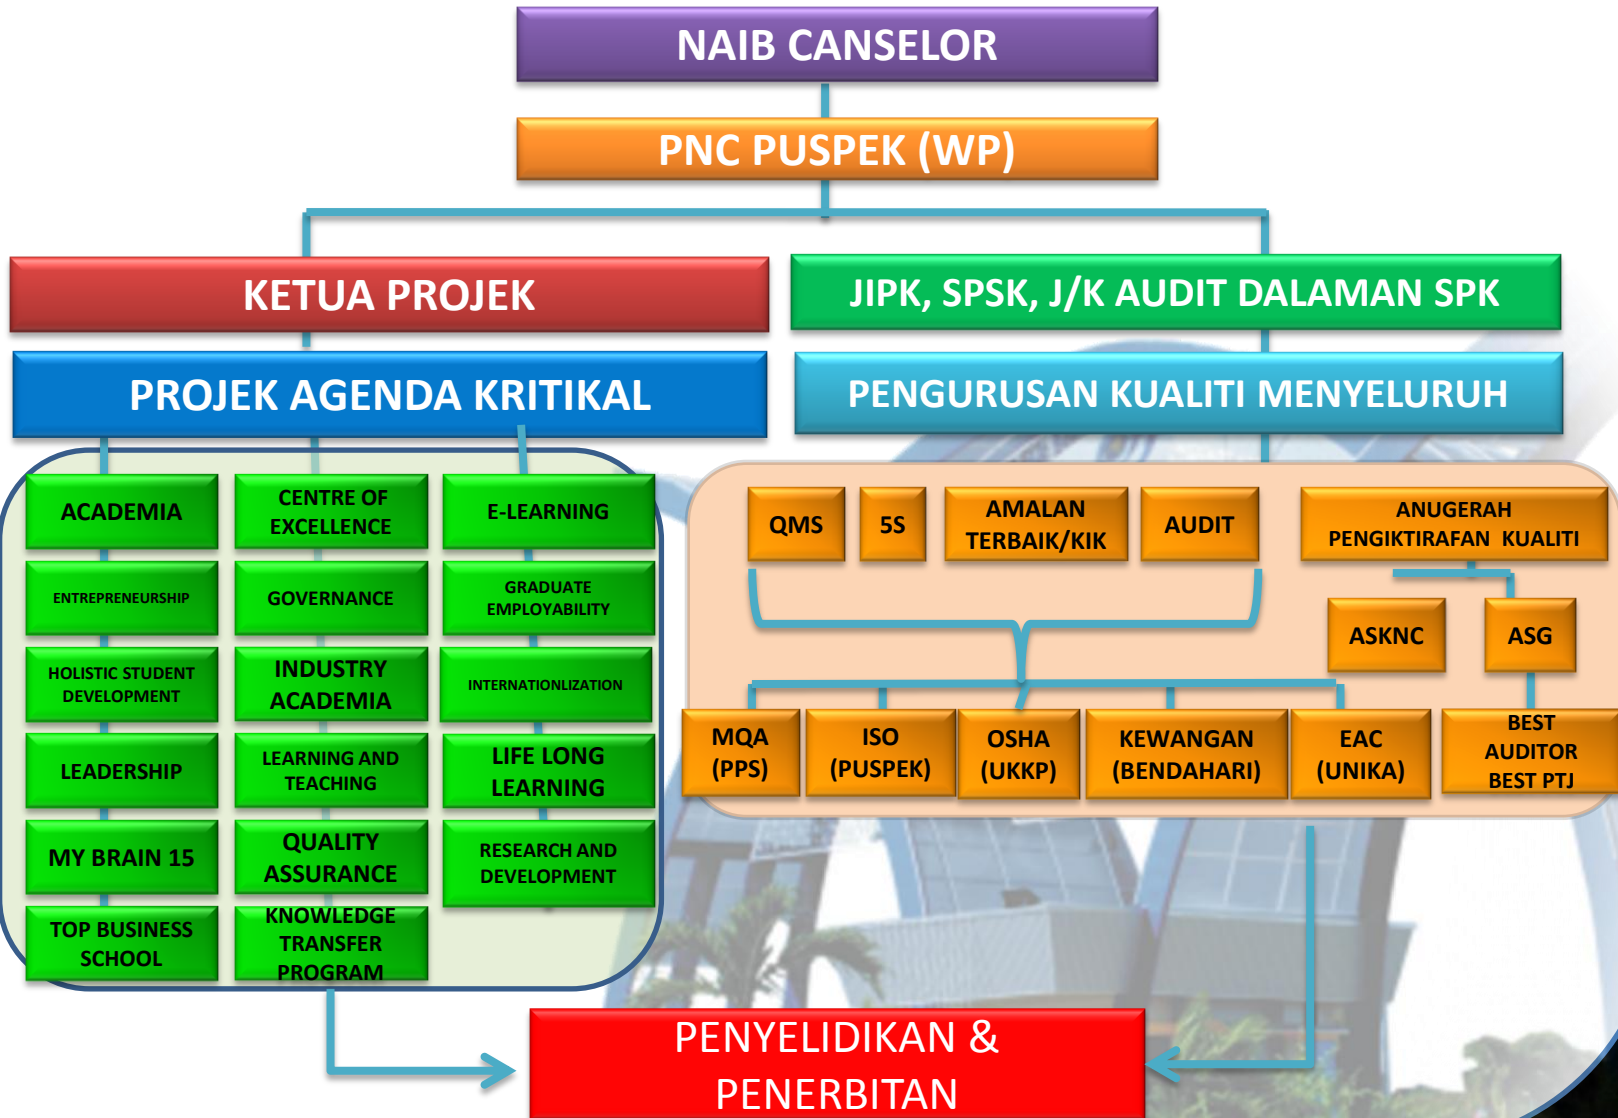 NAIB CANSELOR
PNC PUSPEK (WP)
KETUA PROJEK
JIPK, SPSK, J/K AUDIT DALAMAN SPK
PROJEK AGENDA KRITIKAL
PENGURUSAN KUALITI MENYELURUH
ACADEMIA
ENTREPRENEURSHIP
HOLISTIC STUDENT
DEVELOPMENT
LEADERSHIP
MY BRAIN 15
TOP BUSINESS
SCHOOL
CENTRE OF
EXCELLENCE
GOVERNANCE
INDUSTRY
ACADEMIA
LEARNING AND
TEACHING
QUALITY
ASSURANCE
KNOWLEDGE
TRANSFER
PROGRAM
E-LEARNING
GRADUATE
EMPLOYABILITY
INTERNATIONLIZATION
LIFE LONG
LEARNING
RESEARCH AND
DEVELOPMENT
QMS
5S
AMALAN
TERBAIK/KIK
AUDIT
ANUGERAH
PENGIKTIRAFAN KUALITI
ASKNC
ASG
MQA
(PPS)
ISO
(PUSPEK)
OSHA
(UKKP)
KEWANGAN
(BENDAHARI)
EAC
(UNIKA)
BEST
AUDITOR
BEST PTJ
PENYELIDIKAN &
PENERBITAN